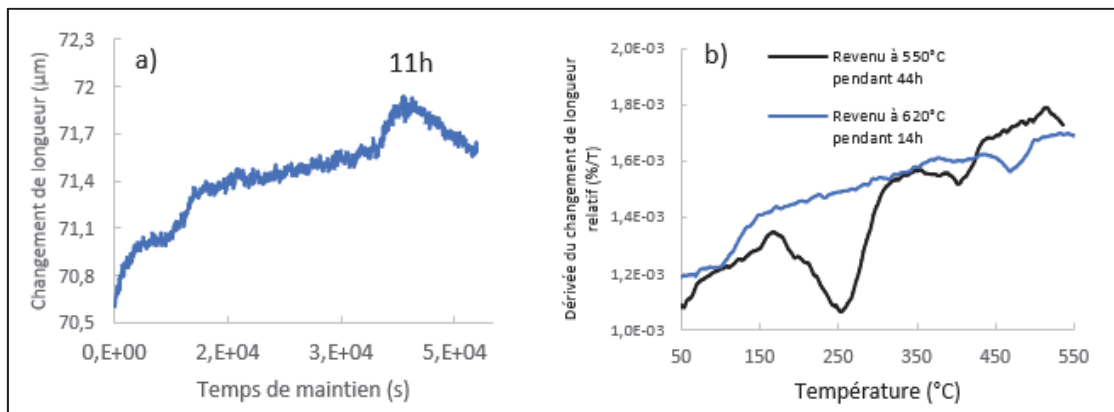 a)
11h
Changement de longueur (µm)
72,3
72
71,7
71,4
71,1
70,8
70,5
0,E+00
2,E+04
3,E+04
5,E+04
Temps de maintien (s)
b)
Revenu à 550°C
pendant 44h
Revenu à 620°C
pendant 14h
Dérivée du changement de longueur
relatif (%/T)
2,0E-03
1,8E-03
1,6E-03
1,4E-03
1,2E-03
1,0E-03
50
150
250
350
450
550
Température (°C)